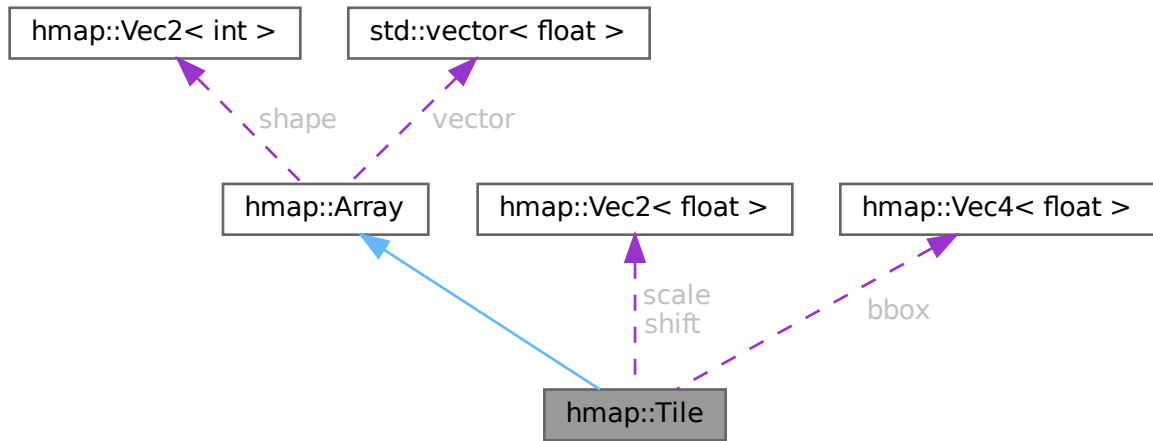 hmap::Vec2< int >
std::vector< float >
shape
vector
hmap::Array
hmap::Vec2< float >
hmap::Vec4< float >
scale
shift
bbox
hmap::Tile